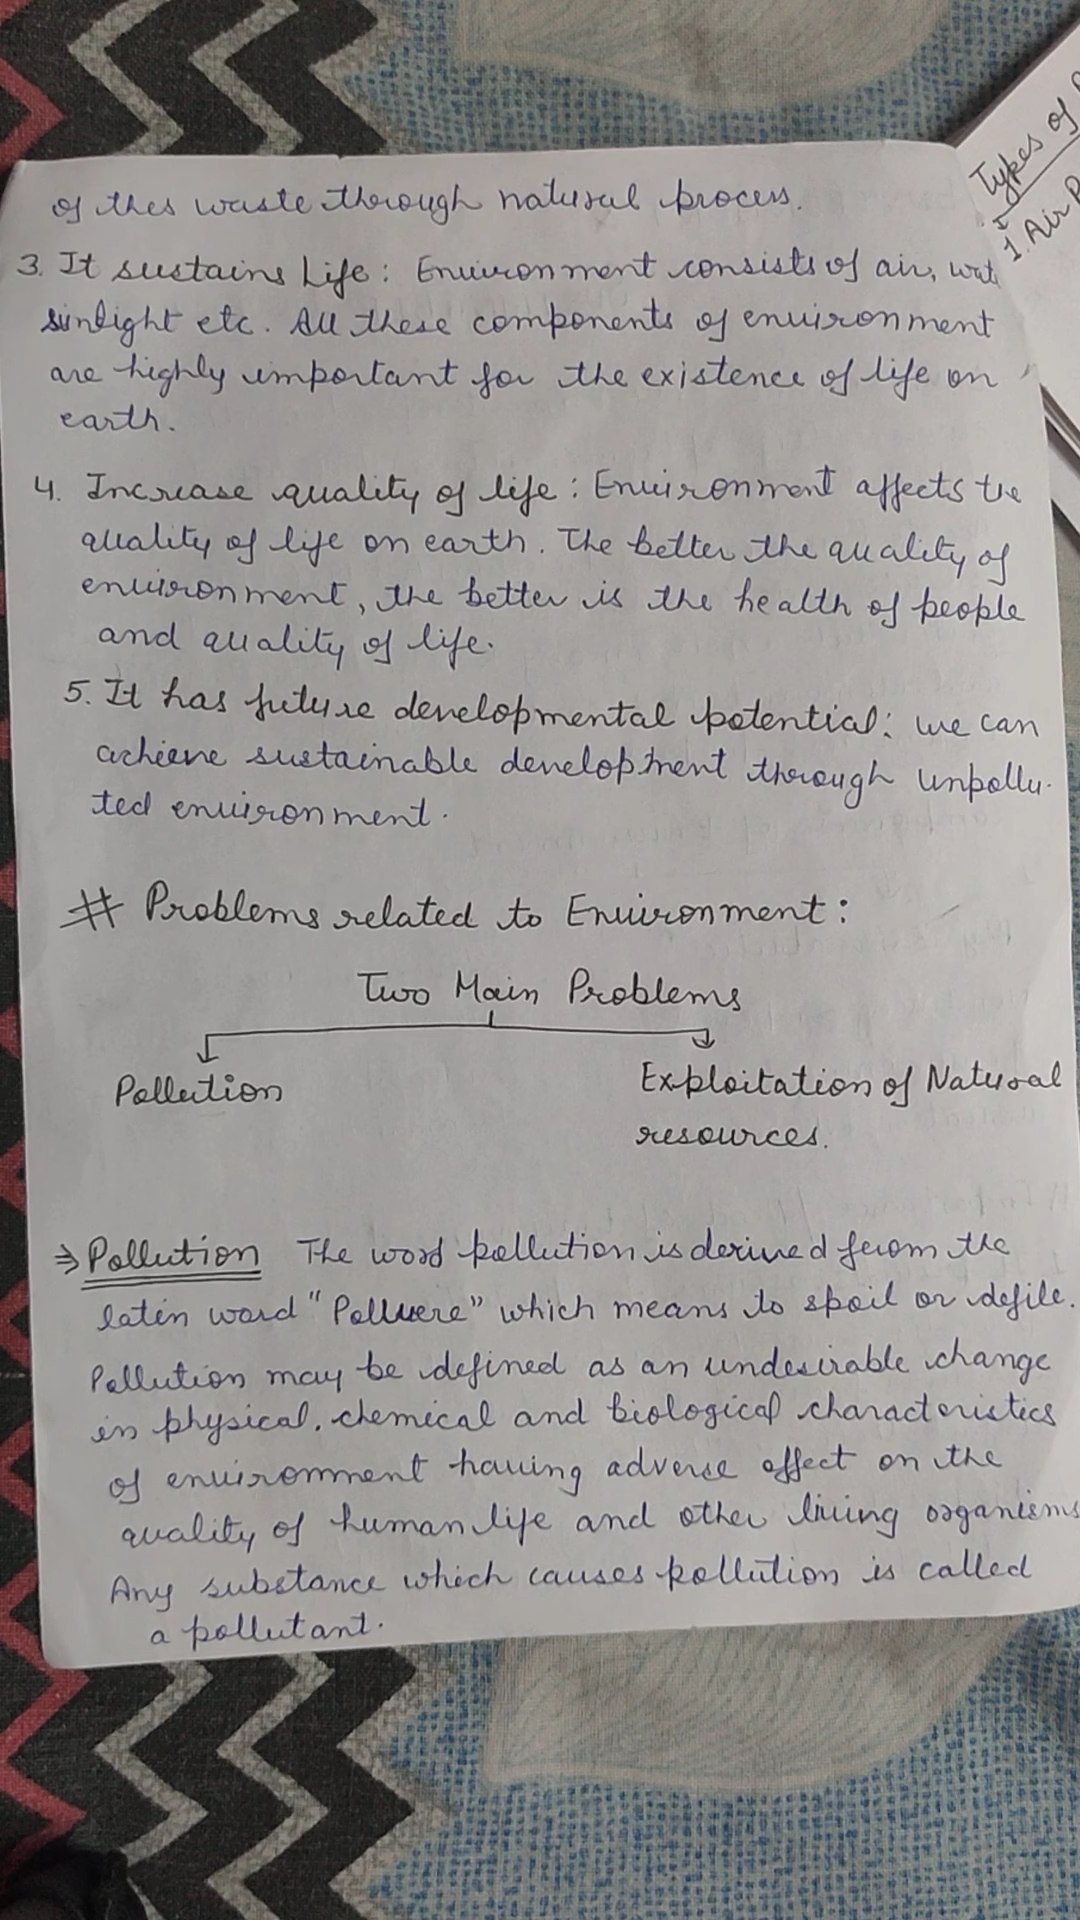 of thes waste through natural process.
3. It sustains Life : Environment consists of air, wat
sunlight etc. All these components of environment
are highly important for the existence of life on
earth.
4. Increase quality of life : Environment affects the
quality of life on earth. The better the quality of
environment, the better is the health of people
and quality of life.
5. It has future developmental potential: we can
achieve sustainable development through unpollu-
ted environment.
# Problems related to Environment :
Two Main Problems
Pollution
Exploitation of Natural
resources.
⇒ Pollution The word pollution is derived from the
latin word "Polluere" which means to spoil or defile.
Pollution may be defined as an undesirable change
in physical, chemical and biological characteristics
of environment having adverse effect on the
quality of human life and other living organisms
Any substance which causes pollution is called
a pollutant.
Types of
1. Air P